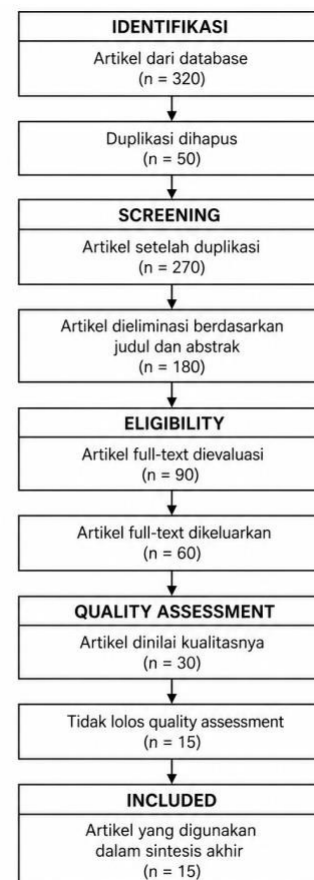 IDENTIFIKASI
Artikel dari database
(n = 320)
Duplikasi dihapus
(n = 50)
SCREENING
Artikel setelah duplikasi
(n = 270)
Artikel dieliminasi berdasarkan
judul dan abstrak
(n = 180)
ELIGIBILITY
Artikel full-text dievaluasi
(n = 90)
Artikel full-text dikeluarkan
(n = 60)
QUALITY ASSESSMENT
Artikel dinilai kualitasnya
(n = 30)
Tidak lolos quality assessment
(n = 15)
INCLUDED
Artikel yang digunakan
dalam sintesis akhir
(n = 15)